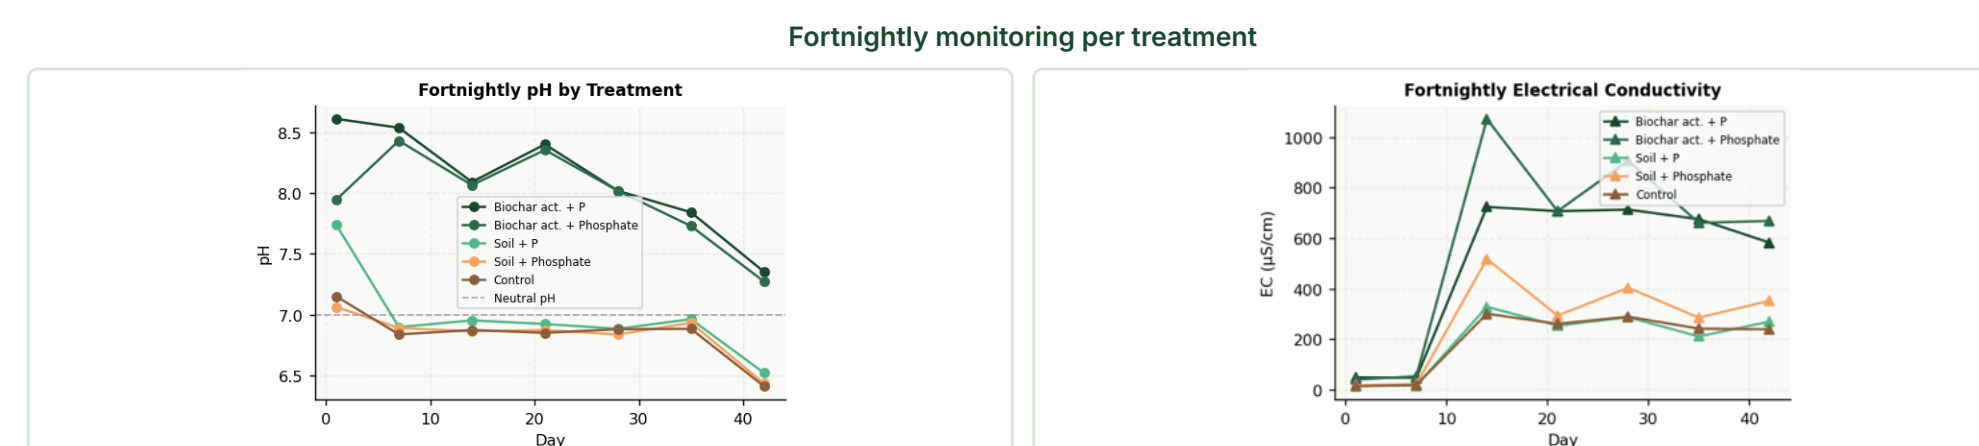 Fortnightly monitoring per treatment
Fortnightly pH by Treatment
pH
8.5
8.0
7.5
7.0
6.5
Biochar act. + P
Biochar act. + Phosphate
Soil + P
Soil + Phosphate
Control
Neutral pH
0 10 20 30 40
Day
Fortnightly Electrical Conductivity
EC (µS/cm)
1000
800
600
400
200
0
Biochar act. + P
Biochar act. + Phosphate
Soil + P
Soil + Phosphate
Control
0 10 20 30 40
Day